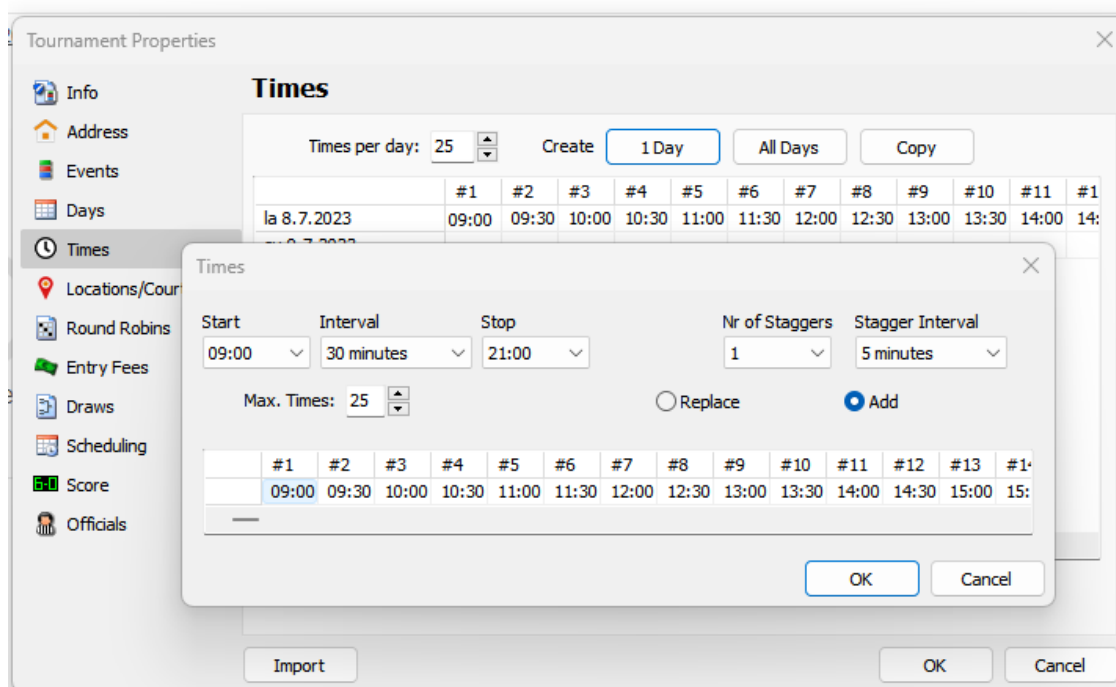 Tournament Properties
Info
Address
Events
Days
Times
Locations/Cour
Round Robins
Entry Fees
Draws
Scheduling
Score
Officials
Times
Times per day: 25 Create 1 Day All Days Copy
#1 #2 #3 #4 #5 #6 #7 #8 #9 #10 #11 #1
la 8.7.2023 09:00 09:30 10:00 10:30 11:00 11:30 12:00 12:30 13:00 13:30 14:00 14:
Times
Start Interval Stop Nr of Staggers Stagger Interval
09:00 30 minutes 21:00 1 5 minutes
Max. Times: 25 Replace Add
#1 #2 #3 #4 #5 #6 #7 #8 #9 #10 #11 #12 #13 #14
09:00 09:30 10:00 10:30 11:00 11:30 12:00 12:30 13:00 13:30 14:00 14:30 15:00 15:
OK Cancel
Import OK Cancel